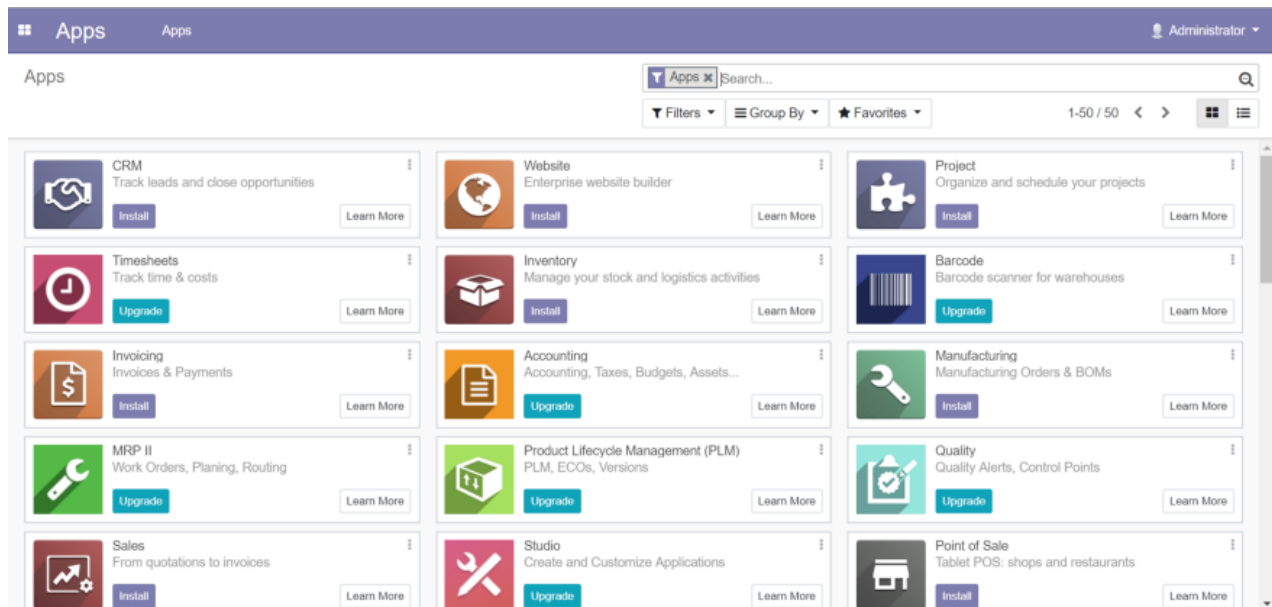 Apps Apps Administrator
Apps Apps Search...
Filters Group By Favorites 1-50 / 50
CRM
Track leads and close opportunities
Install Learn More
Website
Enterprise website builder
Install Learn More
Project
Organize and schedule your projects
Install Learn More
Timesheets
Track time & costs
Upgrade Learn More
Inventory
Manage your stock and logistics activities
Install Learn More
Barcode
Barcode scanner for warehouses
Upgrade Learn More
Invoicing
Invoices & Payments
Install Learn More
Accounting
Accounting, Taxes, Budgets, Assets...
Upgrade Learn More
Manufacturing
Manufacturing Orders & BOMs
Install Learn More
MRP II
Work Orders, Planing, Routing
Upgrade Learn More
Product Lifecycle Management (PLM)
PLM, ECOs, Versions
Upgrade Learn More
Quality
Quality Alerts, Control Points
Upgrade Learn More
Sales
From quotations to invoices
Install Learn More
Studio
Create and Customize Applications
Upgrade Learn More
Point of Sale
Tablet POS: shops and restaurants
Install Learn More